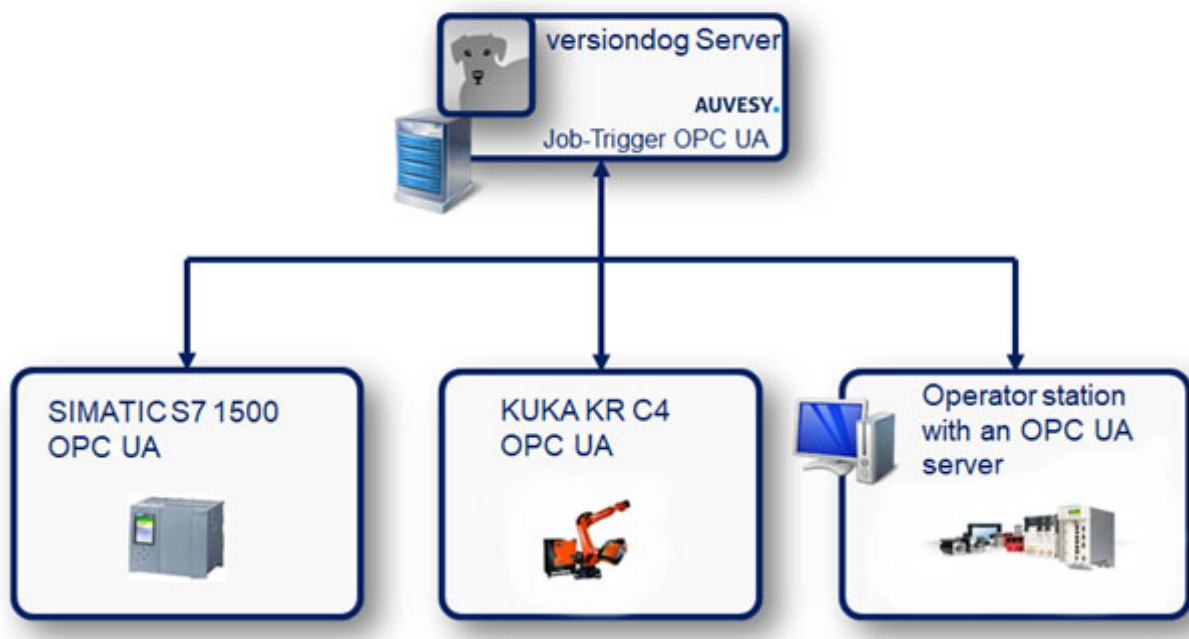 versiondog Server
AUVESY.
Job-Trigger OPC UA
SIMATIC S7 1500
OPC UA
KUKA KR C4
OPC UA
Operator station
with an OPC UA
server